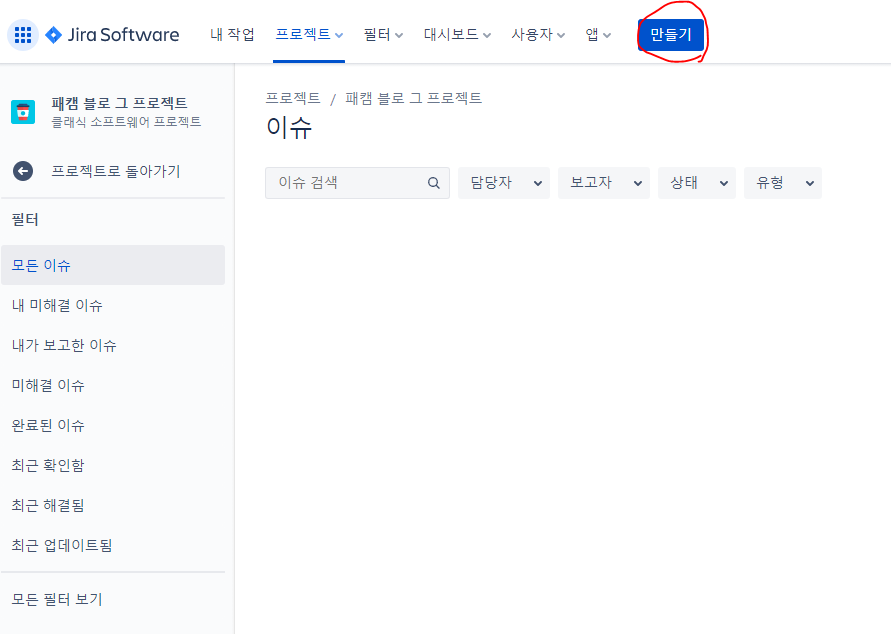 Jira Software 내 작업 프로젝트 필터 대시보드 사용자 앱 만들기
패캠 블로 그 프로젝트
클래식 소프트웨어 프로젝트
프로젝트로 돌아가기
필터
모든 이슈
내 미해결 이슈
내가 보고한 이슈
미해결 이슈
완료된 이슈
최근 확인함
최근 해결됨
최근 업데이트됨
모든 필터 보기
프로젝트 / 패캠 블로 그 프로젝트
이슈
이슈 검색 담당자 보고자 상태 유형